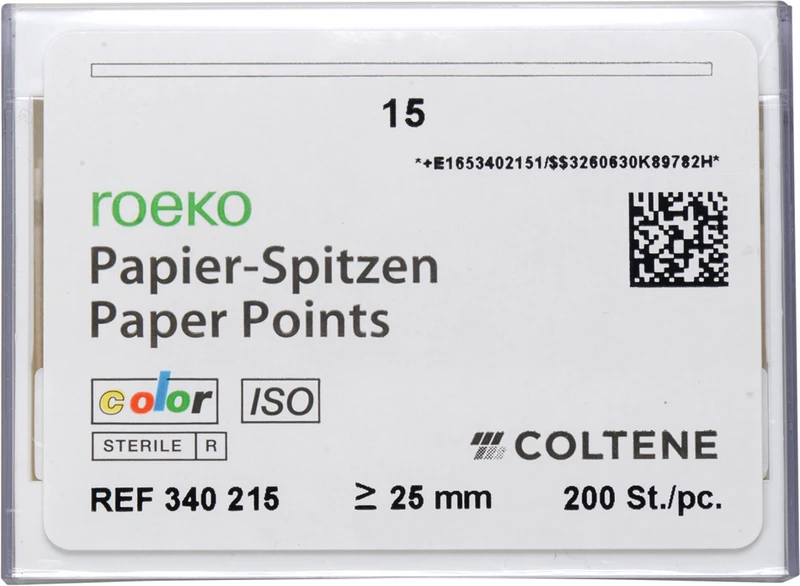 15
*+E1653402151/$$3260630K89782H*
roeko
Papier-Spitzen
Paper Points
color ISO
STERILE R
COLTENE
REF 340 215 ≥ 25 mm 200 St./pc.